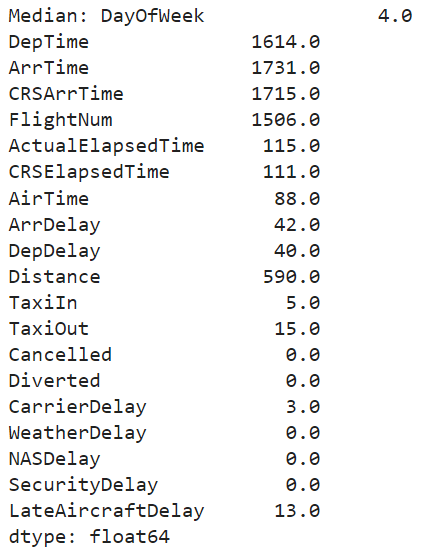 Median: DayOfWeek 4.0
DepTime 1614.0
ArrTime 1731.0
CRSArrTime 1715.0
FlightNum 1506.0
ActualElapsedTime 115.0
CRSElapsedTime 111.0
AirTime 88.0
ArrDelay 42.0
DepDelay 40.0
Distance 590.0
TaxiIn 5.0
TaxiOut 15.0
Cancelled 0.0
Diverted 0.0
CarrierDelay 3.0
WeatherDelay 0.0
NASDelay 0.0
SecurityDelay 0.0
LateAircraftDelay 13.0
dtype: float64